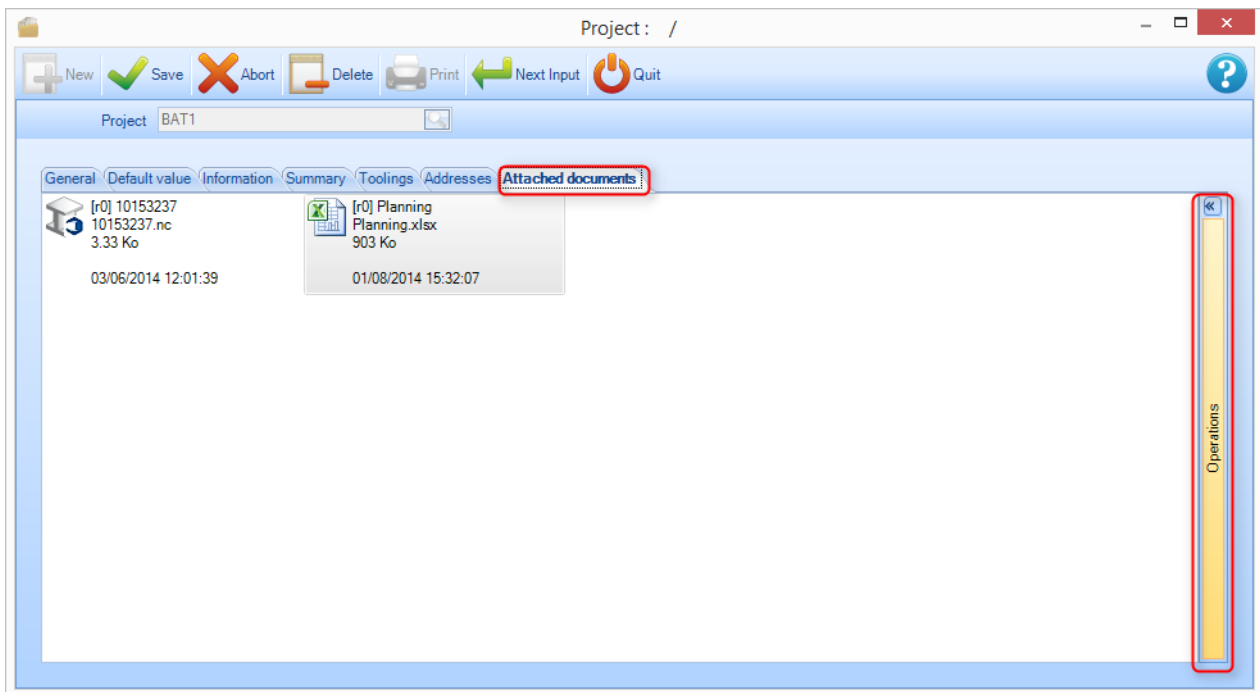 Project : /
New Save Abort Delete Print Next Input Quit ?
Project BAT1
General Default value Information Summary Toolings Addresses Attached documents
[r0] 10153237
10153237.nc
3.33 Ko
03/06/2014 12:01:39
[r0] Planning
Planning.xlsx
903 Ko
01/08/2014 15:32:07
Operations